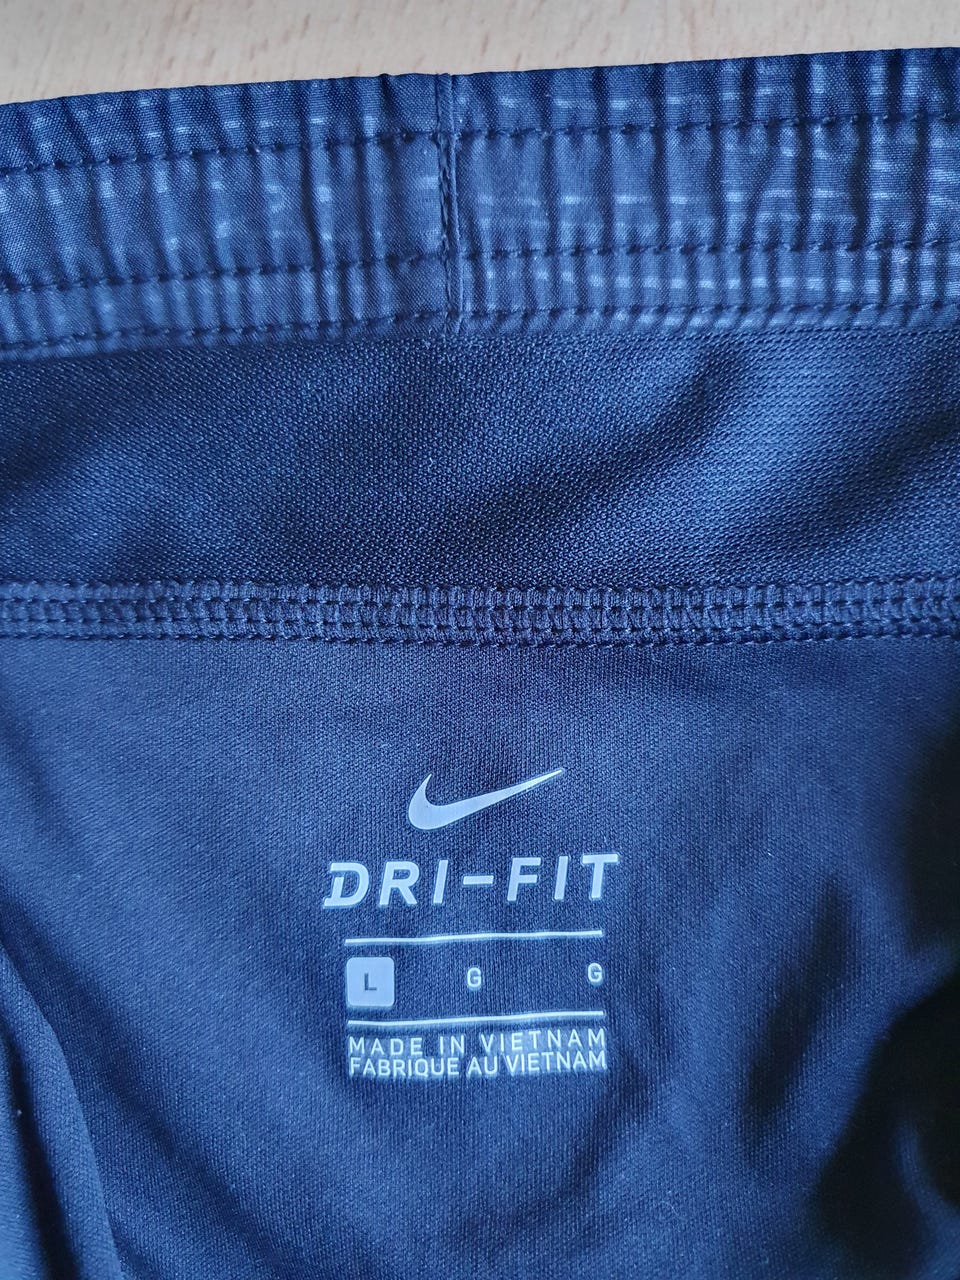 DRI-FIT
L G G
MADE IN VIETNAM
FABRIQUE AU VIETNAM